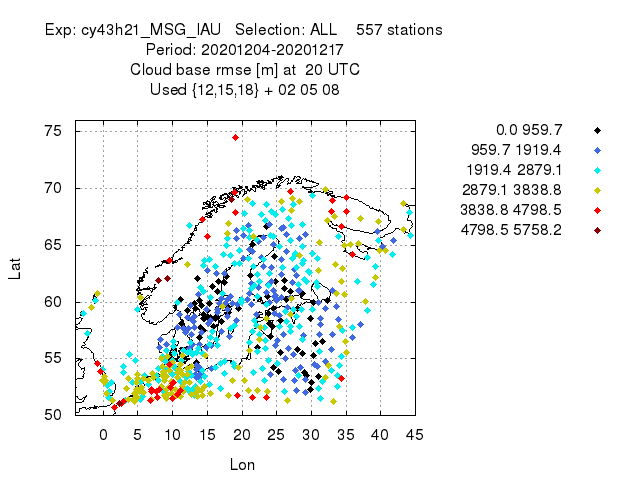 Exp: cy43h21_MSG_IAU   Selection: ALL    557 stations
Period: 20201204-20201217
Cloud base rmse [m] at  20 UTC
Used {12,15,18} + 02 05 08
0.0 959.7
959.7 1919.4
1919.4 2879.1
2879.1 3838.8
3838.8 4798.5
4798.5 5758.2
75
70
65
60
55
50
Lat
0 5 10 15 20 25 30 35 40 45
Lon